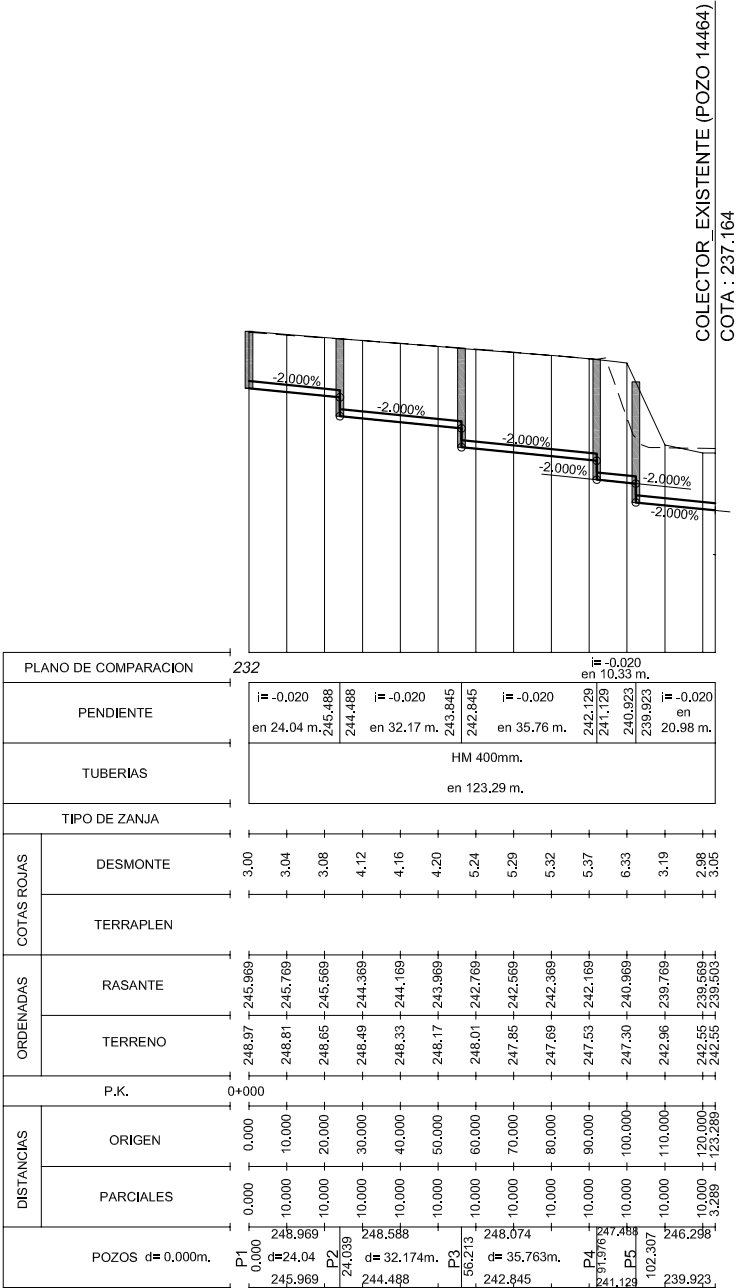 COLECTOR_EXISTENTE (POZO 14464)
COTA : 237.164
-2.000%
-2.000%
-2.000%
-2.000%
-2.000%
-2.000%
PLANO DE COMPARACION 232
i= -0.020
en 10.33 m.
PENDIENTE
i= -0.020
en 24.04 m.
245.488
244.488
i= -0.020
en 32.17 m.
243.845
242.845
i= -0.020
en 35.76 m.
242.129
241.129
240.923
239.923
i= -0.020
en
20.98 m.
TUBERIAS
HM 400mm.
en 123.29 m.
TIPO DE ZANJA
COTAS ROJAS
DESMONTE 3.00 3.04 3.08 4.12 4.16 4.20 5.24 5.29 5.32 5.37 6.33 3.19 2.98 3.05
TERRAPLEN
ORDENADAS
RASANTE 245.969 245.769 245.569 244.369 244.169 243.969 242.769 242.569 242.369 242.169 240.969 239.769 239.569 239.503
TERRENO 248.97 248.81 248.65 248.49 248.33 248.17 248.01 247.85 247.69 247.53 247.30 242.96 242.55 242.55
P.K. 0+000
DISTANCIAS
ORIGEN 0.000 10.000 20.000 30.000 40.000 50.000 60.000 70.000 80.000 90.000 100.000 110.000 120.000 123.289
PARCIALES 0.000 10.000 10.000 10.000 10.000 10.000 10.000 10.000 10.000 10.000 10.000 10.000 10.000 3.289
POZOS d= 0.000m.
P1
0.000
248.969
d=24.04
245.969
P2
24.039
248.588
d= 32.174m.
244.488
P3
56.213
248.074
d= 35.763m.
242.845
P4
91.976
247.488
241.129
P5
102.307
246.298
239.923